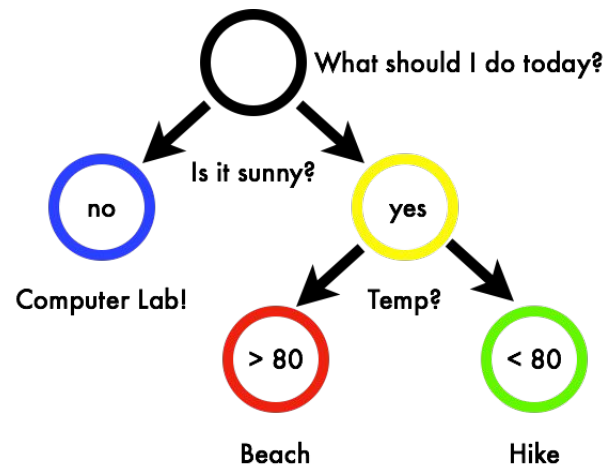 What should I do today?
Is it sunny?
no
yes
Computer Lab!
Temp?
> 80
< 80
Beach
Hike